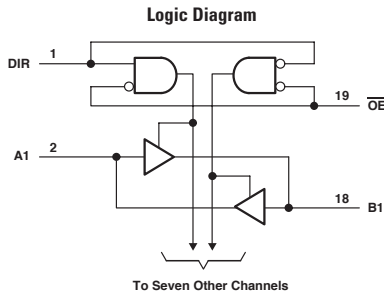 Logic Diagram
DIR 1
19 OE
A1 2
18 B1
To Seven Other Channels